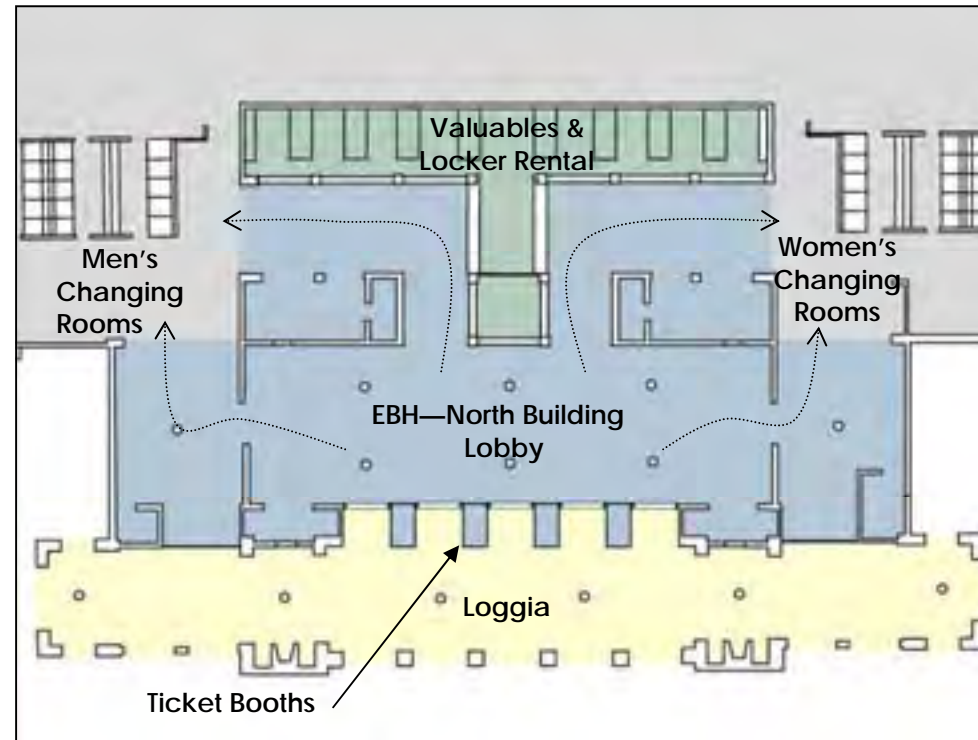 Valuables &
Locker Rental
Men's
Changing
Rooms
Women's
Changing
Rooms
EBH—North Building
Lobby
Loggia
Ticket Booths